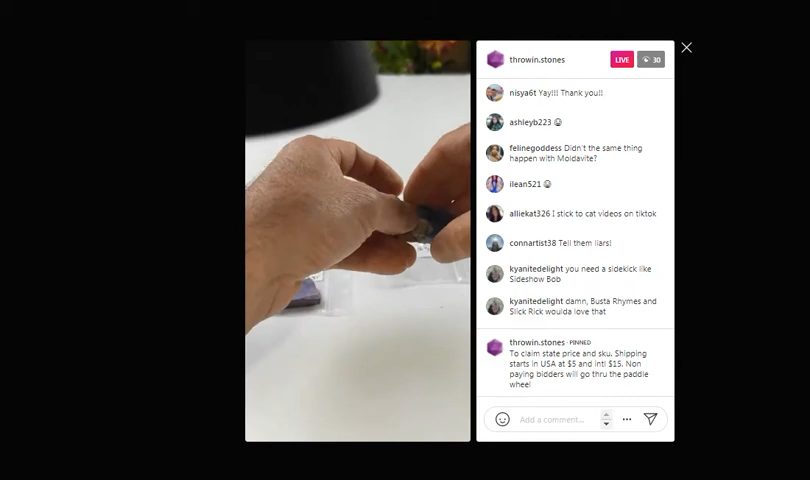 throwin.stones
LIVE
30
nisya6t Yay!!! Thank you!!
ashleyb223
felinegoddess Didn't the same thing
happen with Moldavite?
ilean521
alliekat326 I stick to cat videos on tiktok
connartist38 Tell them liars!
kyanitedelight you need a sidekick like
Sideshow Bob
kyanitedelight damn, Busta Rhymes and
Slick Rick woulda love that
throwin.stones · PINNED
To claim state price and sku. Shipping
starts in USA at $5 and intl $15. Non
paying bidders will go thru the paddle
wheel
Add a comment...